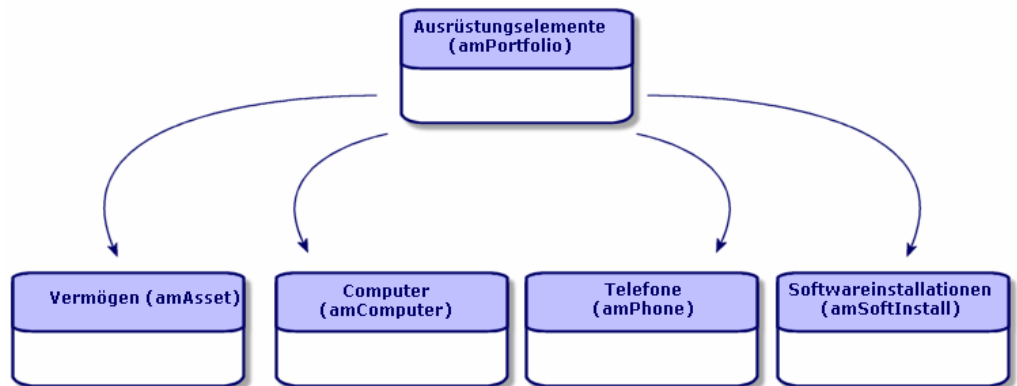 Ausrüstungselemente
(amPortfolio)
Vermögen (amAsset)
Computer
(amComputer)
Telefone
(amPhone)
Softwareinstallationen
(amSoftInstall)